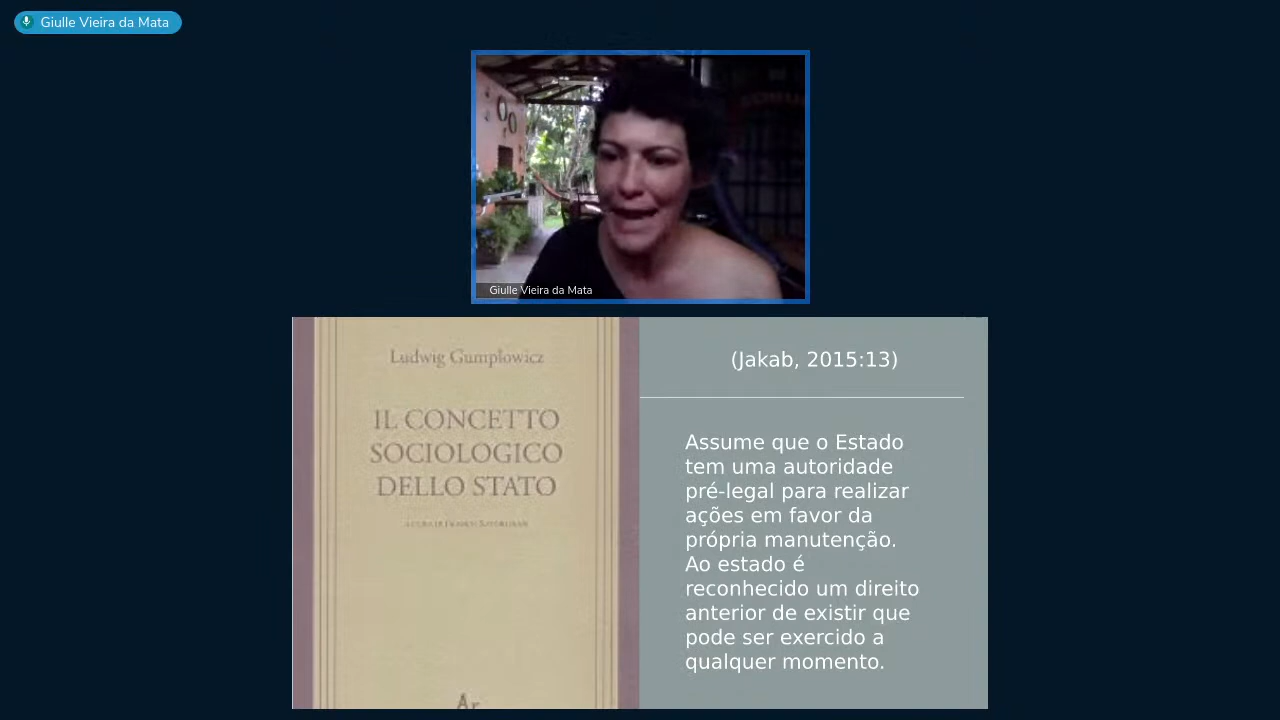 Giulle Vieira da Mata
Giulle Vieira da Mata
Ludwig Gumplowicz
IL CONCETTO
SOCIOLOGICO
DELLO STATO
(Jakab, 2015:13)
Assume que o Estado
tem uma autoridade
pré-legal para realizar
ações em favor da
própria manutenção.
Ao estado é
reconhecido um direito
anterior de existir que
pode ser exercido a
qualquer momento.